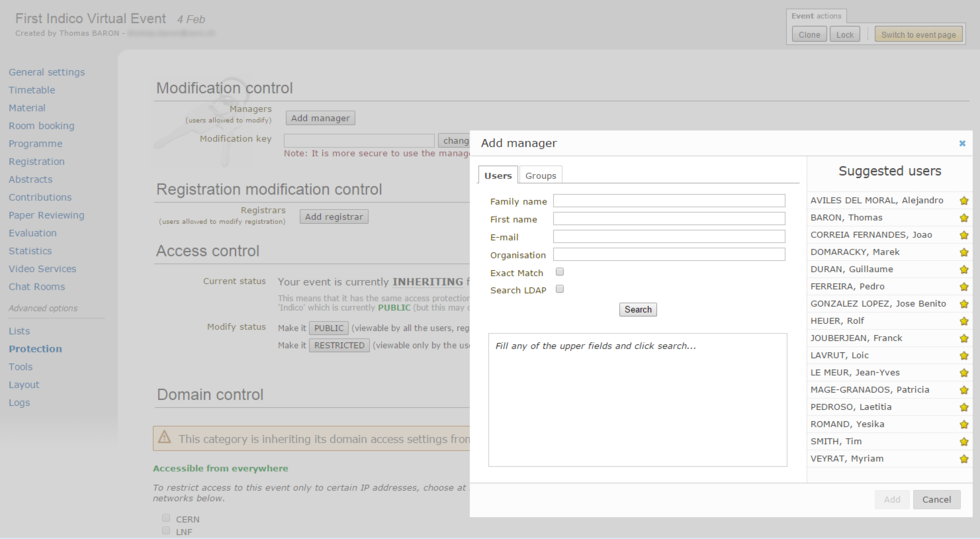 First Indico Virtual Event 4 Feb
Created by Thomas BARON -
Event actions
Clone Lock Switch to event page
General settings
Timetable
Material
Room booking
Programme
Registration
Abstracts
Contributions
Paper Reviewing
Evaluation
Statistics
Video Services
Chat Rooms
Advanced options
Lists
Protection
Tools
Layout
Logs
Modification control
Managers
(users allowed to modify)
Add manager
Modification key
chang
Note: It is more secure to use the manag
Registration modification control
Registrars
(users allowed to modify registration)
Add registrar
Access control
Current status Your event is currently INHERITING f
This means that it has the same access protection
'Indico' which is currently PUBLIC (but this may c
Modify status Make it PUBLIC (viewable by all the users, reg
Make it RESTRICTED (viewable only by the use
Domain control
This category is inheriting its domain access settings from
Accessible from everywhere
To restrict access to this event only to certain IP addresses, choose at
networks below.
CERN
LNF
Add manager
Users Groups
Family name
First name
E-mail
Organisation
Exact Match
Search LDAP
Search
Fill any of the upper fields and click search...
Suggested users
AVILES DEL MORAL, Alejandro
BARON, Thomas
CORREIA FERNANDES, Joao
DOMARACKY, Marek
DURAN, Guillaume
FERREIRA, Pedro
GONZALEZ LOPEZ, Jose Benito
HEUER, Rolf
JOUBERJEAN, Franck
LAVRUT, Loic
LE MEUR, Jean-Yves
MAGE-GRANADOS, Patricia
PEDROSO, Laetitia
ROMAND, Yesika
SMITH, Tim
VEYRAT, Myriam
Add Cancel